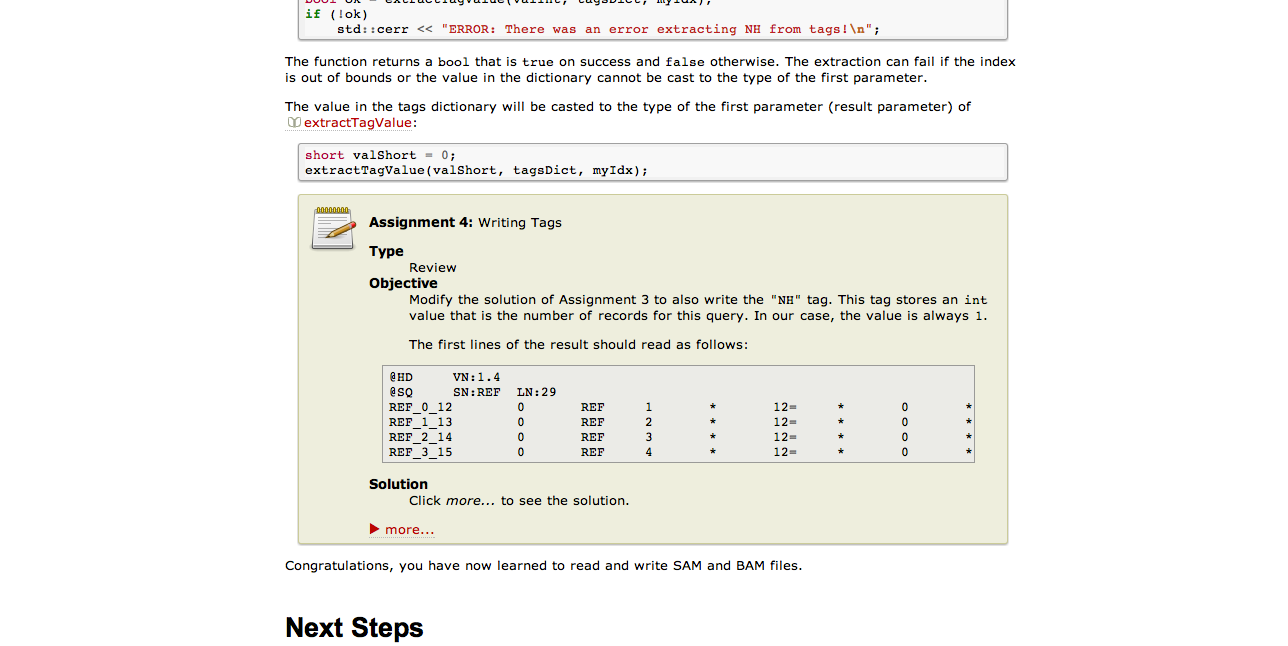 bool ok = extractTagValue(valInt, tagsDict, myIdx);
if (!ok)
    std::cerr << "ERROR: There was an error extracting NH from tags!\n";
The function returns a bool that is true on success and false otherwise. The extraction can fail if the index
is out of bounds or the value in the dictionary cannot be cast to the type of the first parameter.
The value in the tags dictionary will be casted to the type of the first parameter (result parameter) of
extractTagValue:
short valShort = 0;
extractTagValue(valShort, tagsDict, myIdx);
Assignment 4: Writing Tags
Type
Review
Objective
Modify the solution of Assignment 3 to also write the "NH" tag. This tag stores an int
value that is the number of records for this query. In our case, the value is always 1.
The first lines of the result should read as follows:
@HD     VN:1.4
@SQ     SN:REF  LN:29
REF_0_12        0       REF     1       *       12=     *       0       *
REF_1_13        0       REF     2       *       12=     *       0       *
REF_2_14        0       REF     3       *       12=     *       0       *
REF_3_15        0       REF     4       *       12=     *       0       *
Solution
Click more... to see the solution.
more...
Congratulations, you have now learned to read and write SAM and BAM files.
Next Steps